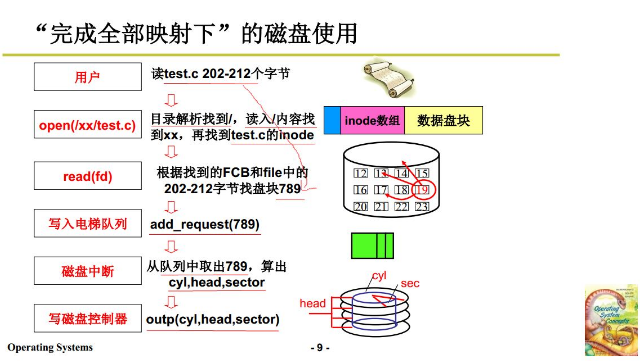 “完成全部映射下”的磁盘使用
用户
读test.c 202-212个字节
open(/xx/test.c)
目录解析找到/，读入/内容找
到xx，再找到test.c的inode
inode数组
数据盘块
read(fd)
根据找到的FCB和file中的
202-212字节找盘块789
12 13 14 15
16 17 18 19
20 21 22 23
写入电梯队列
add_request(789)
磁盘中断
从队列中取出789，算出
cyl,head,sector
写磁盘控制器
outp(cyl,head,sector)
cyl
sec
head
Operating
System
Concepts
Operating Systems
- 9 -